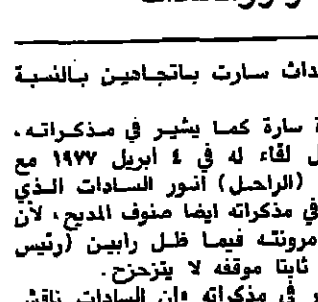 داث سارت باتجاهين بالنسبة
ة سارة كما يشير في مذكراته،
ل لقاء له في ٤ ابريل ١٩٧٧ مع
(الراحل) أنور السادات الذي
في مذكراته ايضا صنوف المديح، لأن
مرونته فيما ظل رابين (رئيس
ثابتا موقفه لا يتزحزح.
في مذكراته «ان السادات ناقش